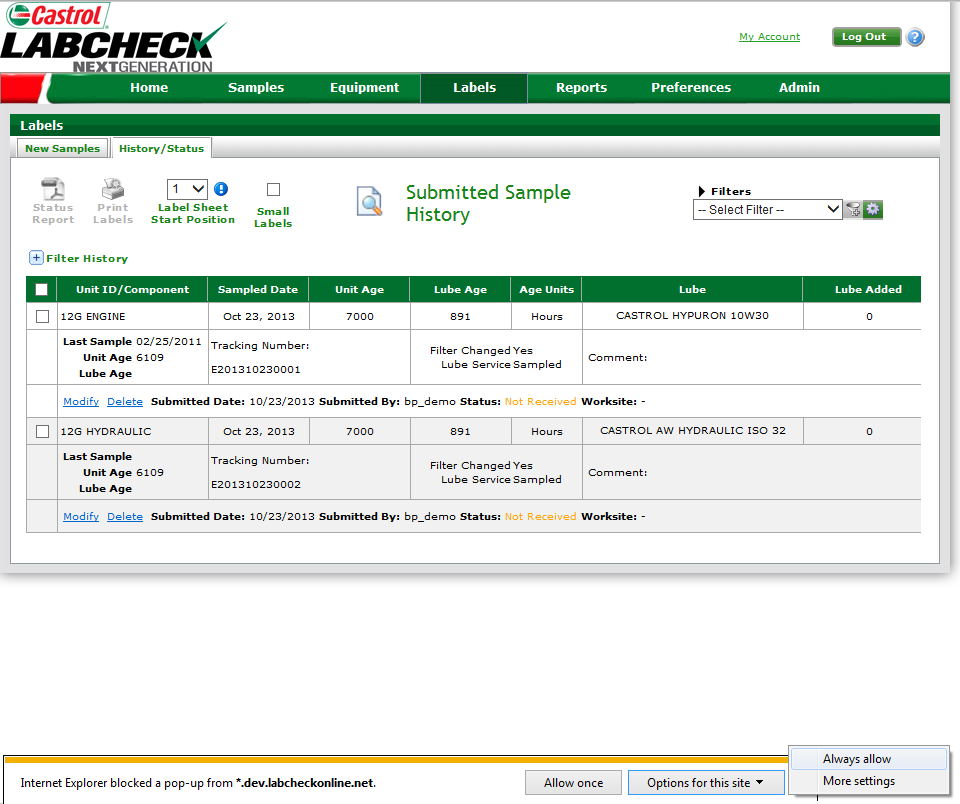 Castrol
LABCHECK
NEXTGENERATION
My Account
Log Out
?
Home Samples Equipment Labels Reports Preferences Admin
Labels
New Samples History/Status
Status Report
Print Labels
1
Label Sheet Start Position
Small Labels
Submitted Sample History
Filters
-- Select Filter --
+ Filter History
Unit ID/Component Sampled Date Unit Age Lube Age Age Units Lube Lube Added
12G ENGINE Oct 23, 2013 7000 891 Hours CASTROL HYPURON 10W30 0
Last Sample 02/25/2011
Unit Age 6109
Lube Age
Tracking Number:
E201310230001
Filter Changed Yes
Lube Service Sampled
Comment:
Modify Delete Submitted Date: 10/23/2013 Submitted By: bp_demo Status: Not Received Worksite: -
12G HYDRAULIC Oct 23, 2013 7000 891 Hours CASTROL AW HYDRAULIC ISO 32 0
Last Sample
Unit Age 6109
Lube Age
Tracking Number:
E201310230002
Filter Changed Yes
Lube Service Sampled
Comment:
Modify Delete Submitted Date: 10/23/2013 Submitted By: bp_demo Status: Not Received Worksite: -
Internet Explorer blocked a pop-up from *.dev.labcheckonline.net.
Allow once
Options for this site
Always allow
More settings